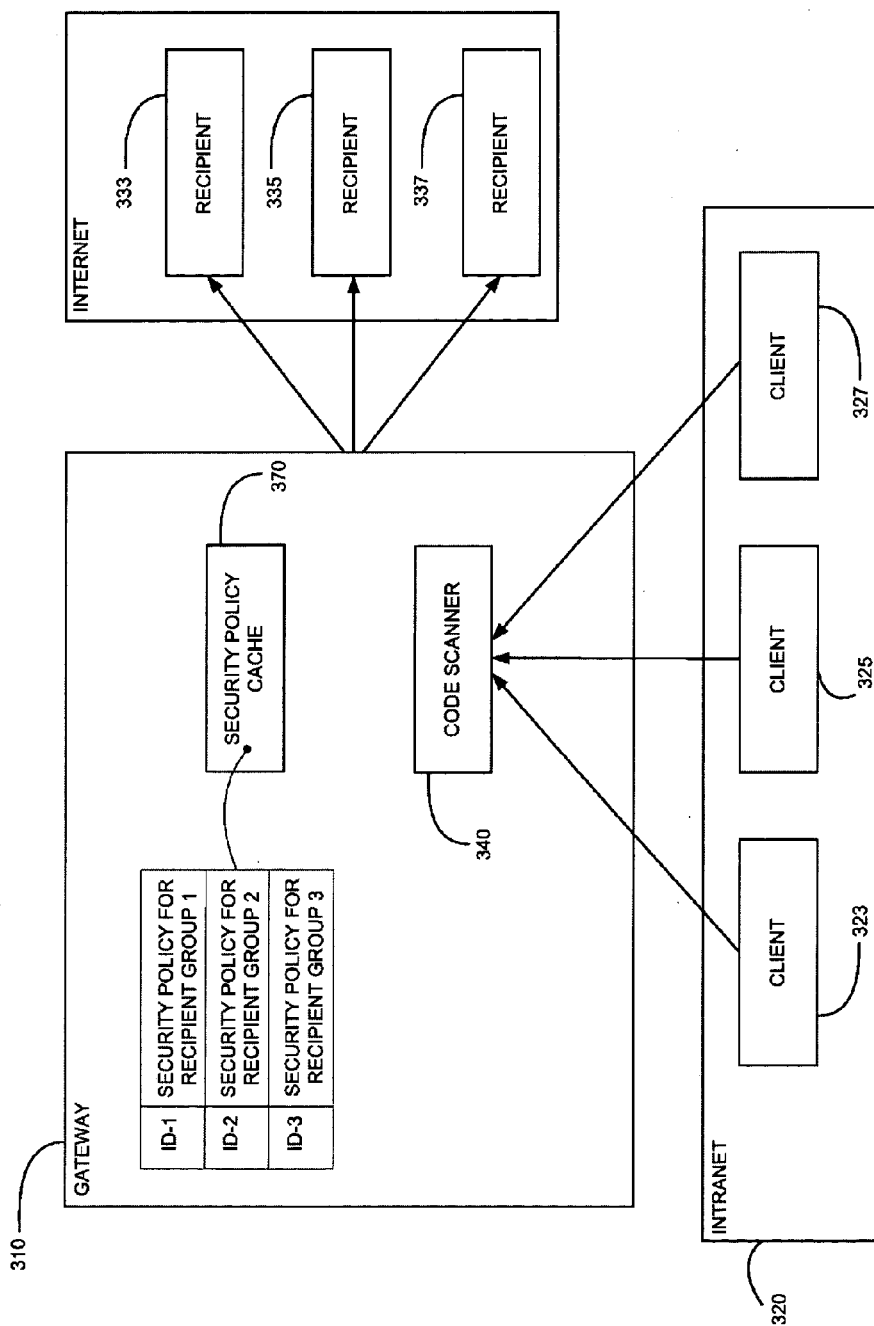 310
GATEWAY
ID-1
SECURITY POLICY FOR
RECIPIENT GROUP 1
ID-2
SECURITY POLICY FOR
RECIPIENT GROUP 2
ID-3
SECURITY POLICY FOR
RECIPIENT GROUP 3
SECURITY POLICY
CACHE
370
CODE SCANNER
340
INTERNET
RECIPIENT
333
RECIPIENT
335
RECIPIENT
337
INTRANET
320
CLIENT
323
CLIENT
325
CLIENT
327